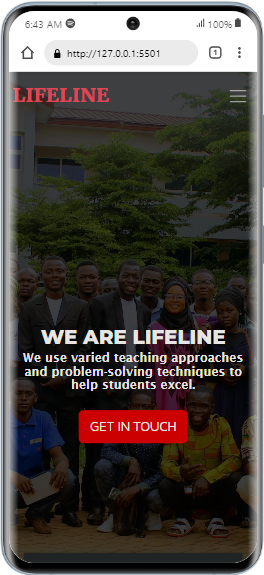 6:43 AM
100%
http://127.0.0.1:5501
1
LIFELINE
WE ARE LIFELINE
We use varied teaching approaches
and problem-solving techniques to
help students excel.
GET IN TOUCH